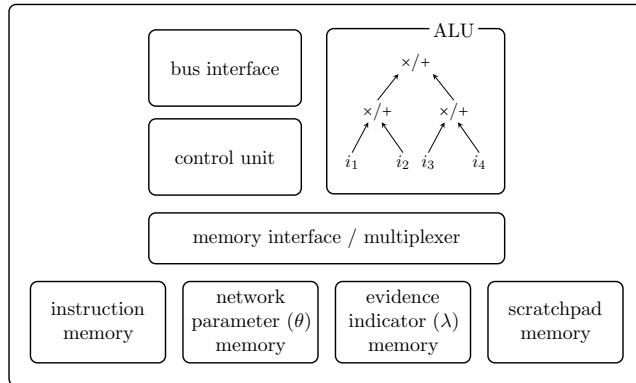 ALU
bus interface
×/+
×/+ ×/+
i1 i2 i3 i4
control unit
memory interface / multiplexer
instruction
memory
network
parameter (θ)
memory
evidence
indicator (λ)
memory
scratchpad
memory